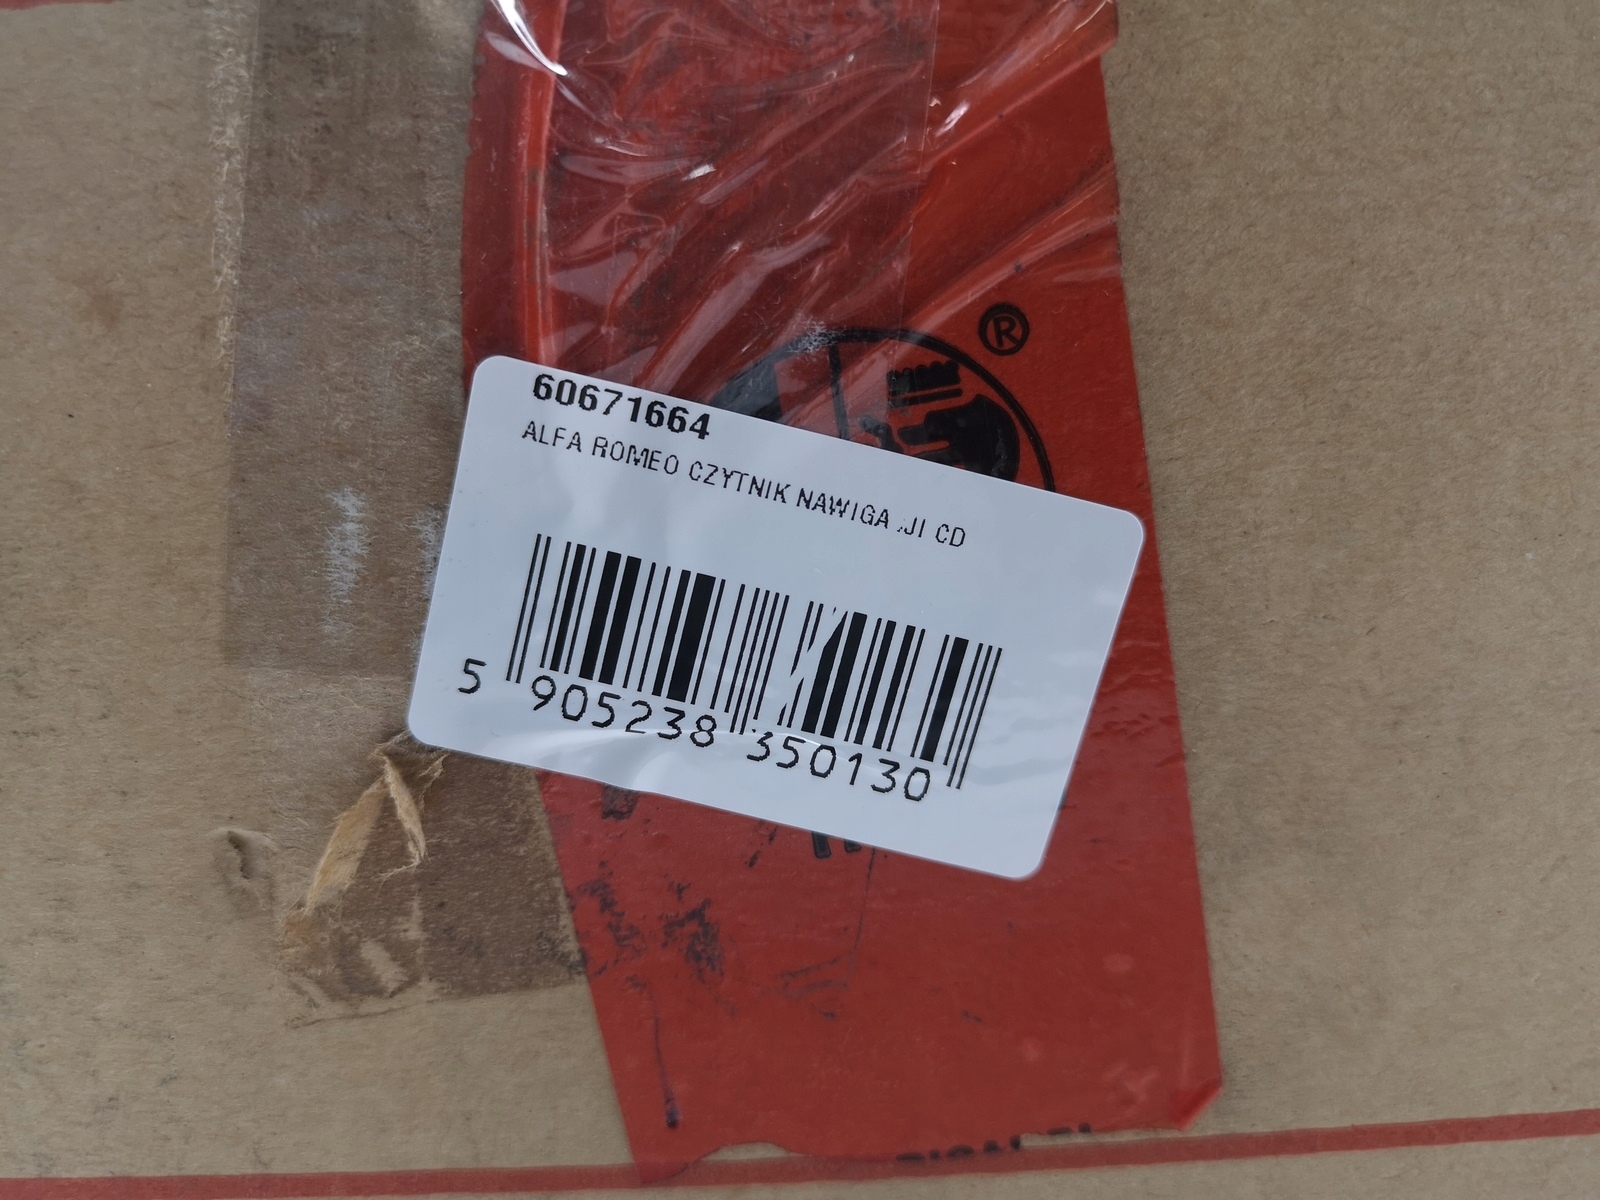 ®
60671664
ALFA ROMEO CZYTNIK NAWIGA JI CD
5 905238 350130